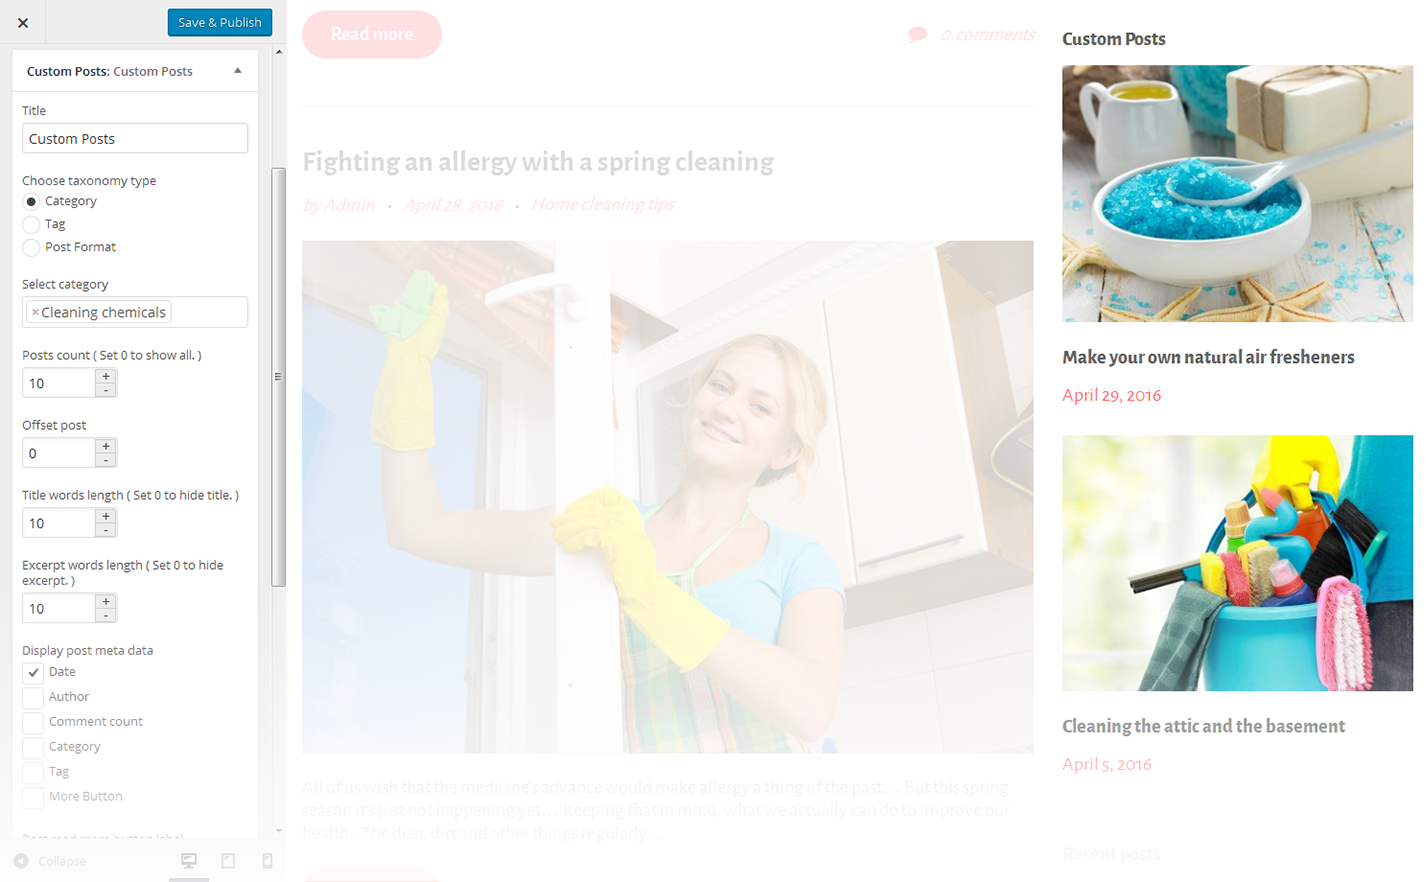 Save & Publish
Custom Posts: Custom Posts
Title
Custom Posts
Choose taxonomy type
Category
Tag
Post Format
Select category
× Cleaning chemicals
Posts count ( Set 0 to show all. )
10
+
-
Offset post
0
+
-
Title words length ( Set 0 to hide title. )
10
+
-
Excerpt words length ( Set 0 to hide
excerpt. )
10
+
-
Display post meta data
Date
Author
Comment count
Category
Tag
More Button
Post read more button label
Collapse
Read more
0 comments
Fighting an allergy with a spring cleaning
by Admin • April 28, 2016 • Home cleaning tips
All of us wish that the medicine's advance would make allergy a thing of the past… But this spring
season it's just not happening yet… Keeping that in mind, what we actually can do to improve our
health. The dust, dirt and other things regularly…
Custom Posts
Make your own natural air fresheners
April 29, 2016
Cleaning the attic and the basement
April 5, 2016
Recent posts